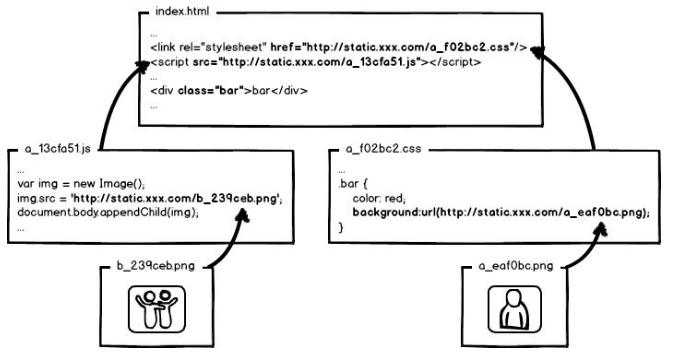 index.html
...
<link rel="stylesheet" href="http://static.xxx.com/a_f02bc2.css"/>
<script src="http://static.xxx.com/a_13cfa51.js"></script>
...
<div class="bar">bar</div>
...
a_13cfa51.js
...
var img = new Image();
img.src = 'http://static.xxx.com/b_239ceb.png';
document.body.appendChild(img);
...
a_f02bc2.css
...
.bar {
color: red;
background:url(http://static.xxx.com/a_eaf0bc.png);
}
b_239ceb.png
a_eaf0bc.png